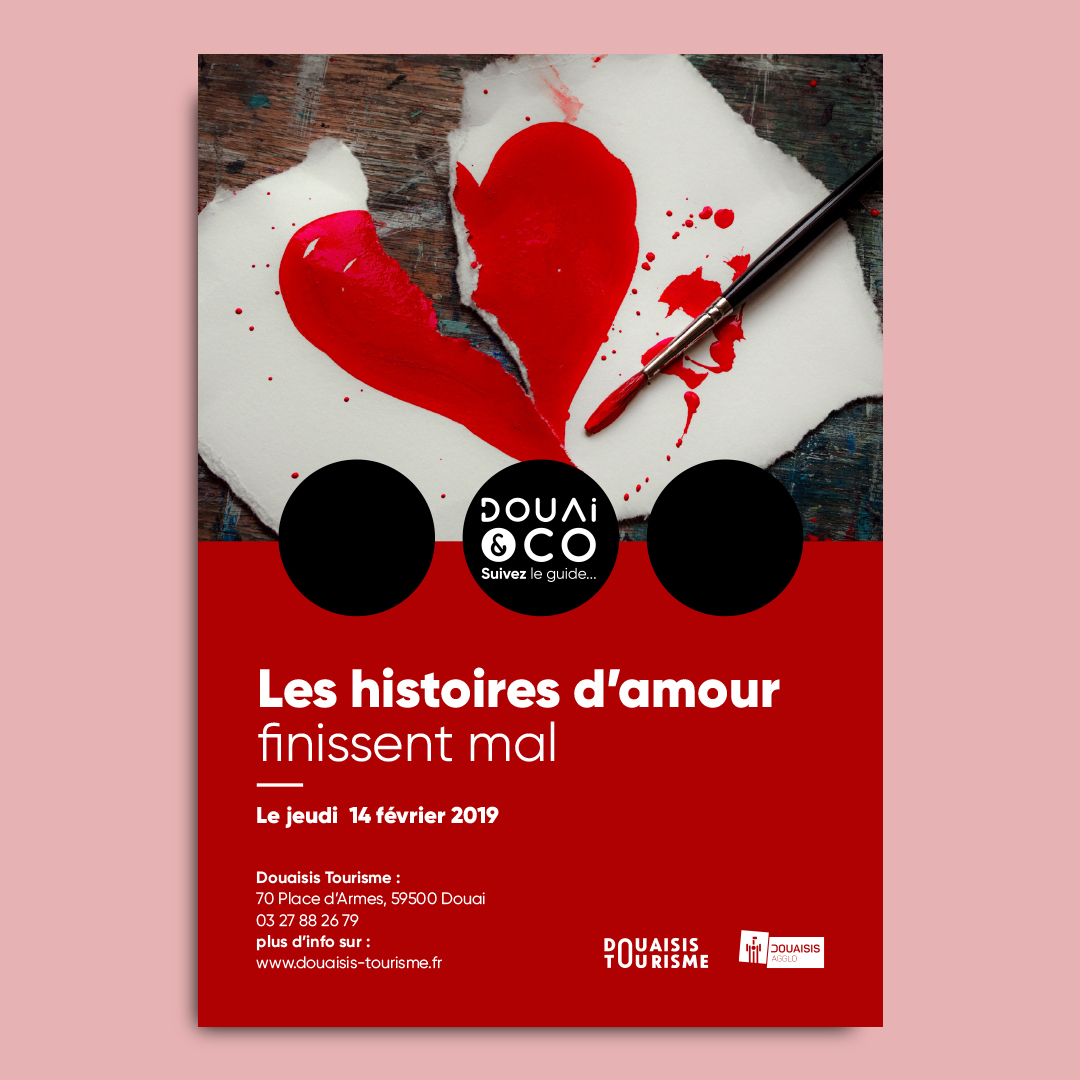 DOUAi
&CO
Suivez le guide...
Les histoires d'amour
finissent mal
Le jeudi 14 février 2019
Douaisis Tourisme :
70 Place d'Armes, 59500 Douai
03 27 88 26 79
plus d'info sur :
www.douaisis-tourisme.fr
DOUAISIS
TOURISME
DOUAISIS
AGGLO